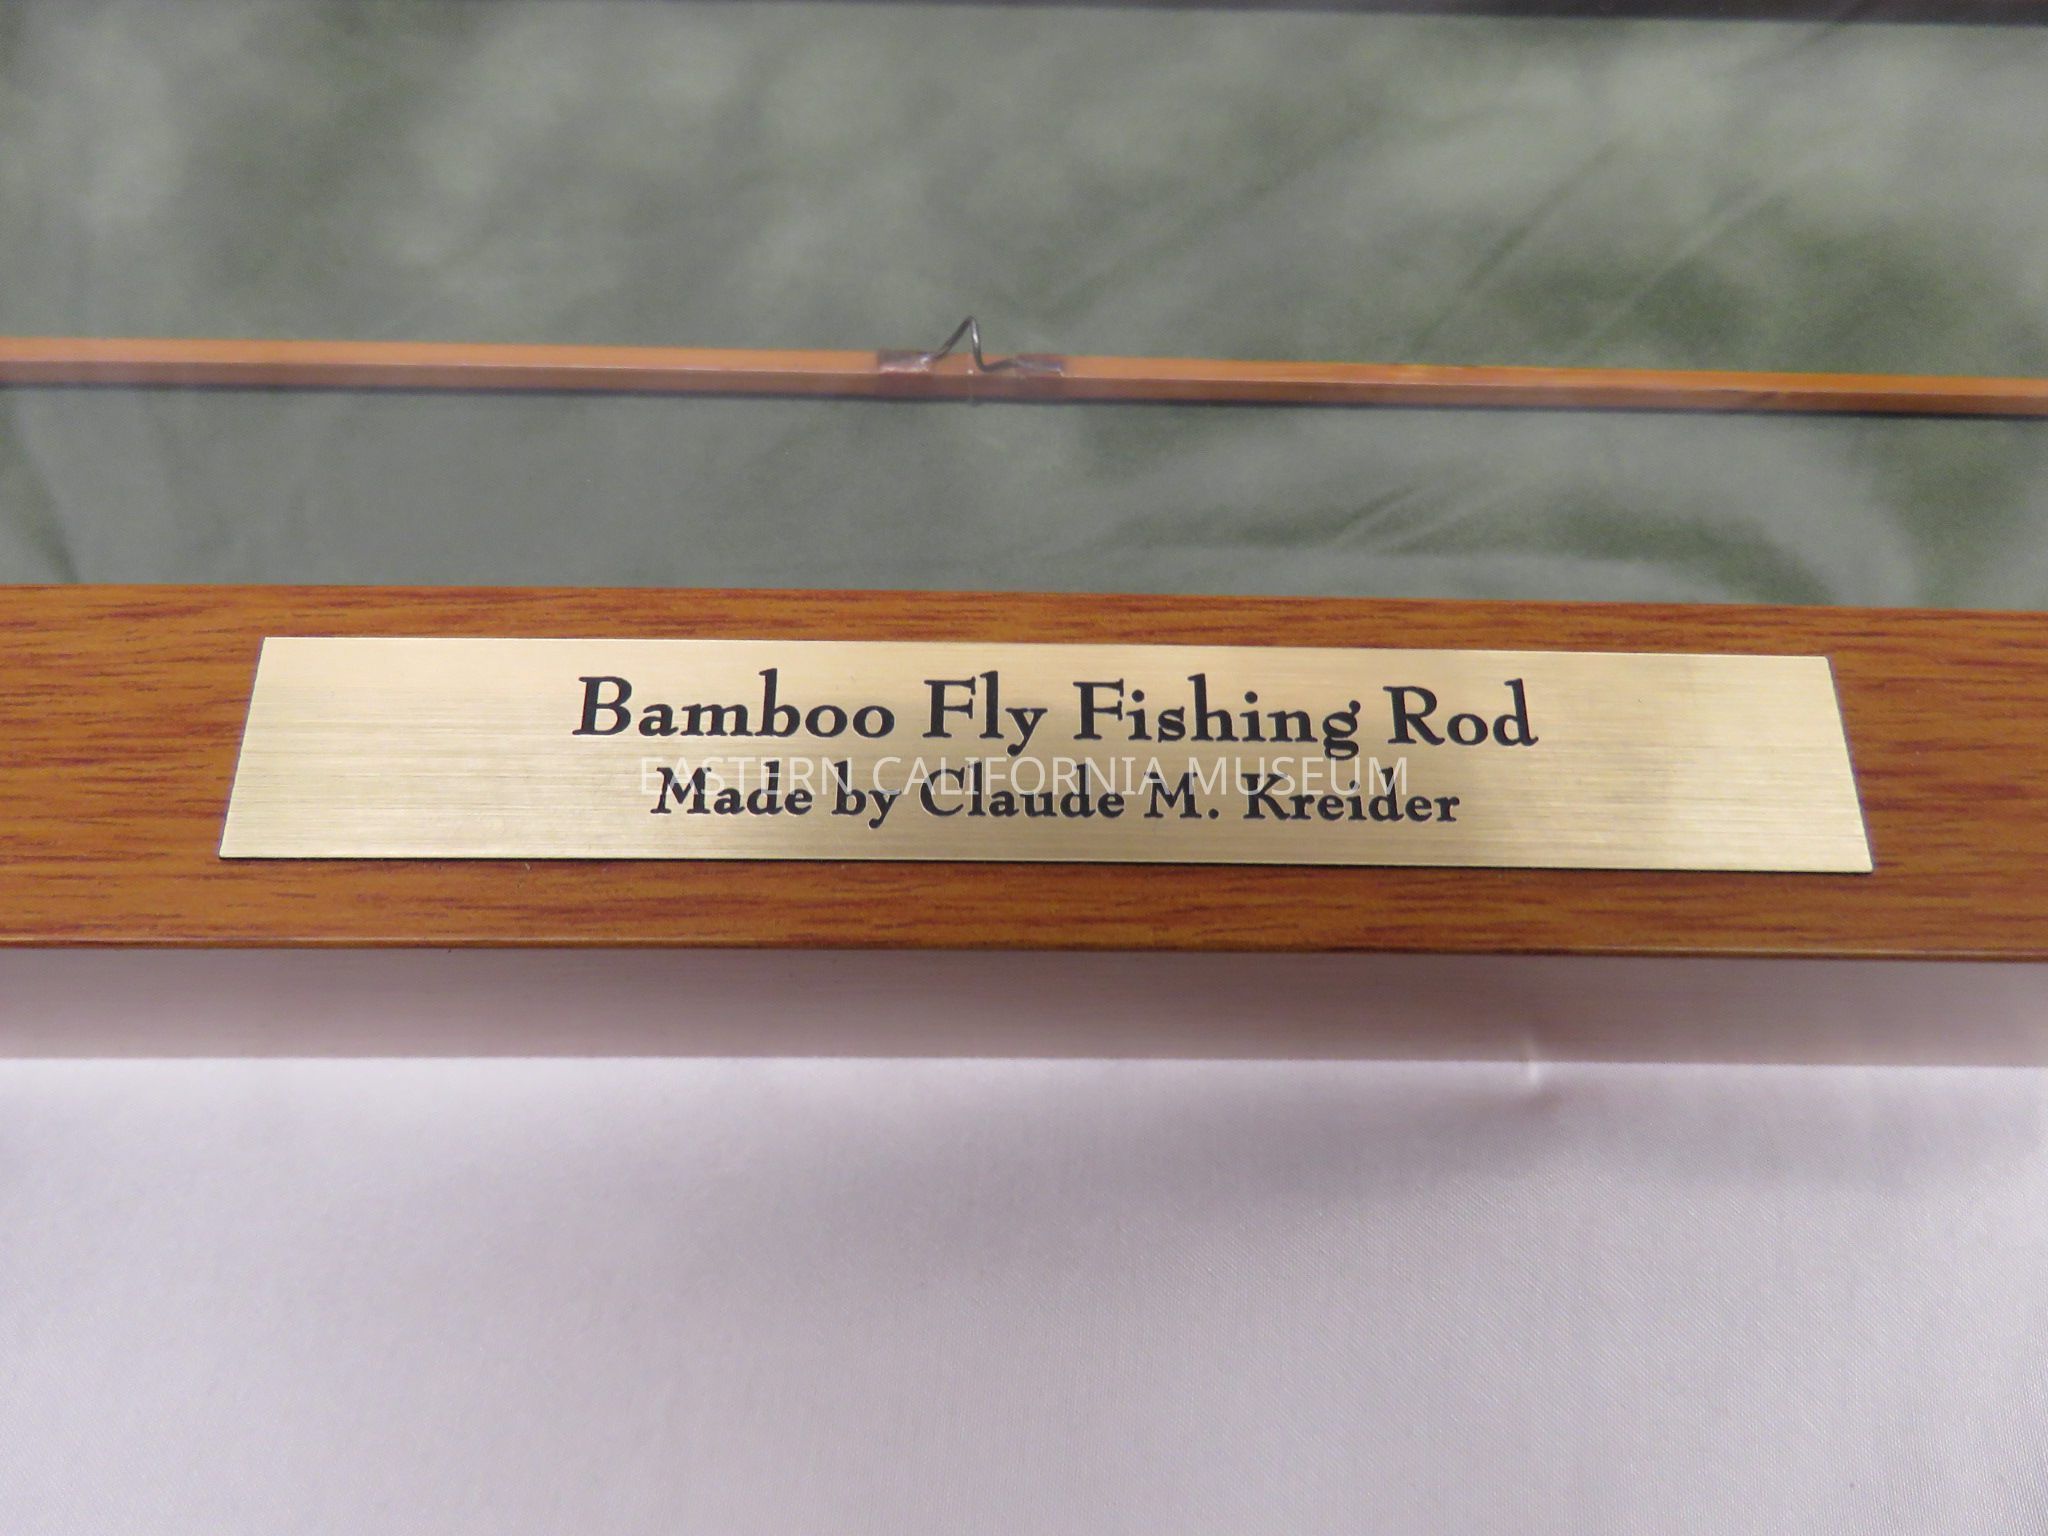 Bamboo Fly Fishing Rod
EASTERN CALIFORNIA MUSEUM
Made by Claude M. Kreider